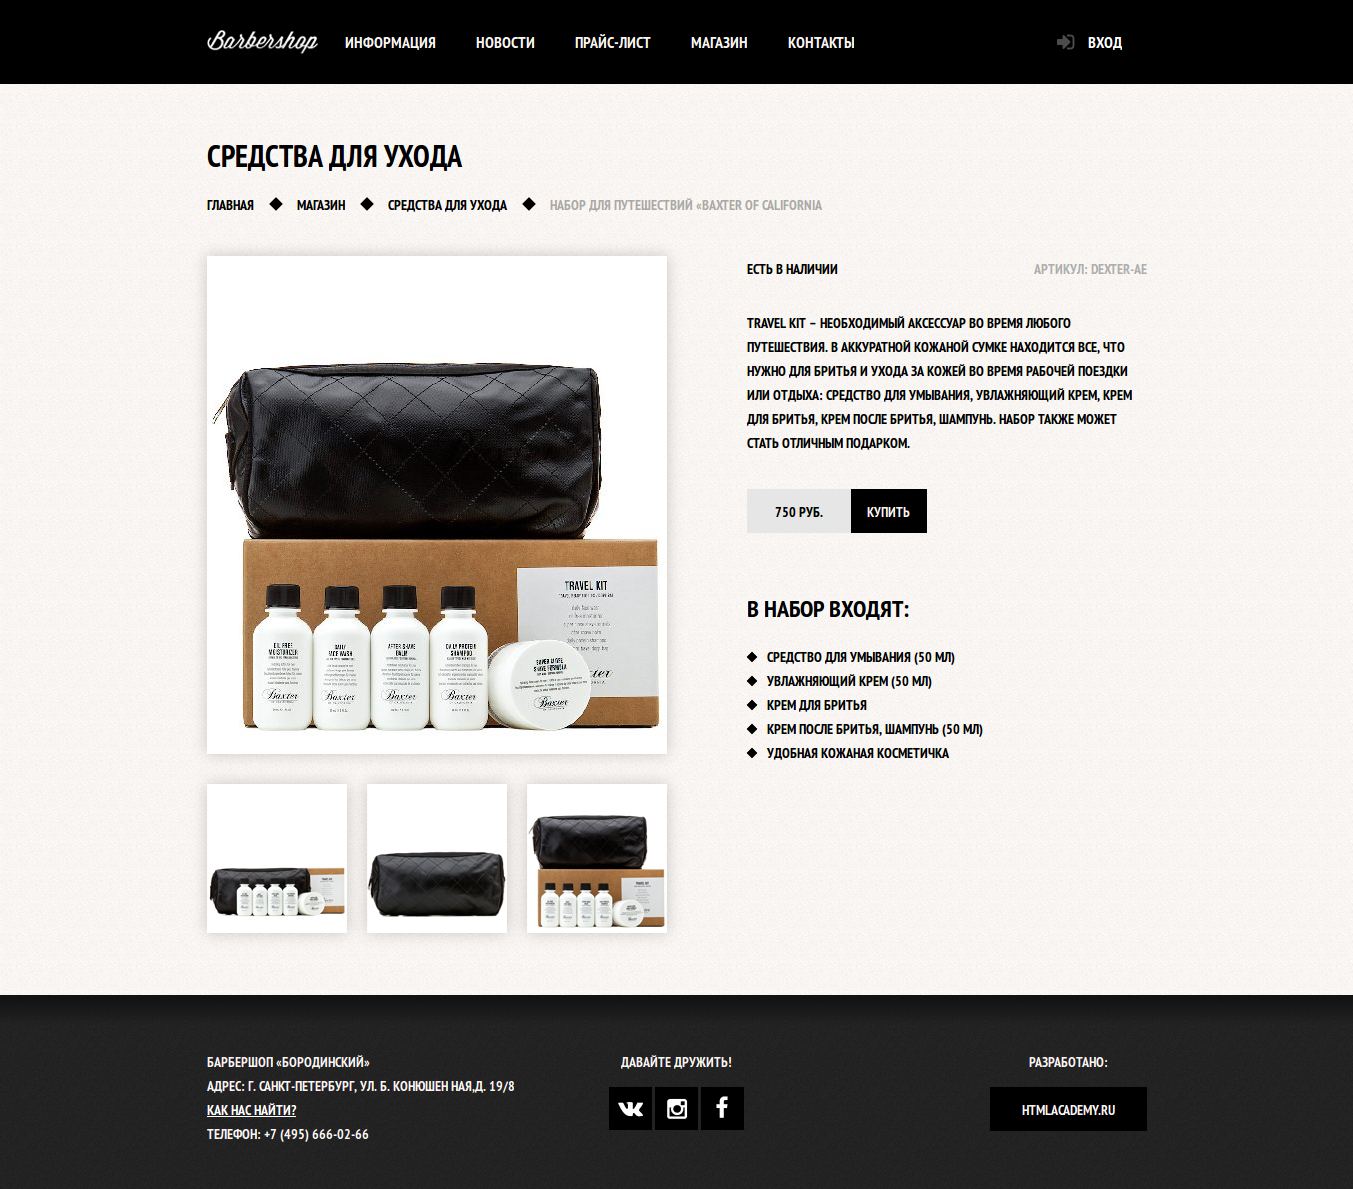 Barbershop
ИНФОРМАЦИЯ
НОВОСТИ
ПРАЙС-ЛИСТ
МАГАЗИН
КОНТАКТЫ
ВХОД
СРЕДСТВА ДЛЯ УХОДА
ГЛАВНАЯ
МАГАЗИН
СРЕДСТВА ДЛЯ УХОДА
НАБОР ДЛЯ ПУТЕШЕСТВИЙ «BAXTER OF CALIFORNIA
TRAVEL KIT
OIL FREE
MOISTURIZER
Baxter
DAILY
FACE WASH
Baxter
AFTER SHAVE
BALM
Baxter
DAILY PROTEIN
SHAMPOO
Baxter
SHAVE FORMULA
Baxter
ЕСТЬ В НАЛИЧИИ
АРТИКУЛ: DEXTER-AE
TRAVEL KIT – НЕОБХОДИМЫЙ АКСЕССУАР ВО ВРЕМЯ ЛЮБОГО
ПУТЕШЕСТВИЯ. В АККУРАТНОЙ КОЖАНОЙ СУМКЕ НАХОДИТСЯ ВСЕ, ЧТО
НУЖНО ДЛЯ БРИТЬЯ И УХОДА ЗА КОЖЕЙ ВО ВРЕМЯ РАБОЧЕЙ ПОЕЗДКИ
ИЛИ ОТДЫХА: СРЕДСТВО ДЛЯ УМЫВАНИЯ, УВЛАЖНЯЮЩИЙ КРЕМ, КРЕМ
ДЛЯ БРИТЬЯ, КРЕМ ПОСЛЕ БРИТЬЯ, ШАМПУНЬ. НАБОР ТАКЖЕ МОЖЕТ
СТАТЬ ОТЛИЧНЫМ ПОДАРКОМ.
750 РУБ.
КУПИТЬ
В НАБОР ВХОДЯТ:
СРЕДСТВО ДЛЯ УМЫВАНИЯ (50 МЛ)
УВЛАЖНЯЮЩИЙ КРЕМ (50 МЛ)
КРЕМ ДЛЯ БРИТЬЯ
КРЕМ ПОСЛЕ БРИТЬЯ, ШАМПУНЬ (50 МЛ)
УДОБНАЯ КОЖАНАЯ КОСМЕТИЧКА
БАРБЕРШОП «БОРОДИНСКИЙ»
АДРЕС: Г. САНКТ-ПЕТЕРБУРГ, УЛ. Б. КОНЮШЕН НАЯ,Д. 19/8
КАК НАС НАЙТИ?
ТЕЛЕФОН: +7 (495) 666-02-66
ДАВАЙТЕ ДРУЖИТЬ!
РАЗРАБОТАНО:
HTMLACADEMY.RU